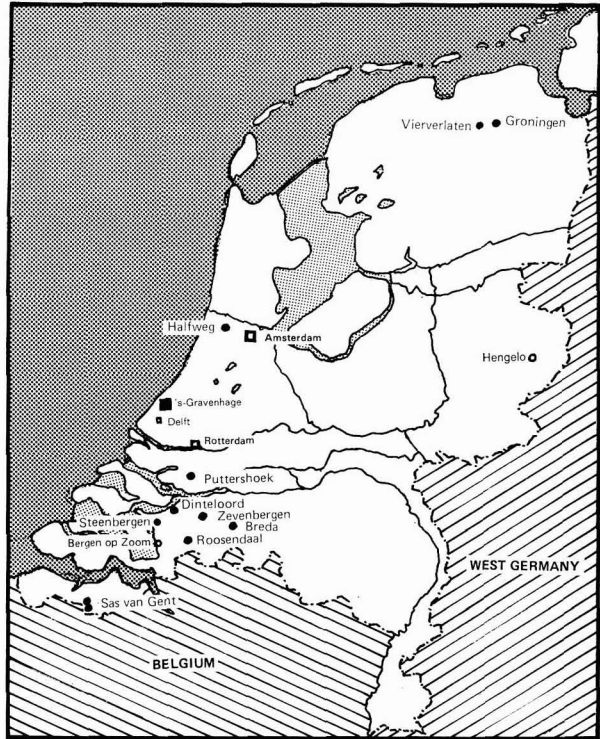 Vierverlaten
Groningen
Halfweg
Amsterdam
Hengelo
's-Gravenhage
Delft
Rotterdam
Puttershoek
Dinteloord
Steenbergen
Zevenbergen
Breda
Bergen op Zoom
Roosendaal
WEST GERMANY
Sas van Gent
BELGIUM